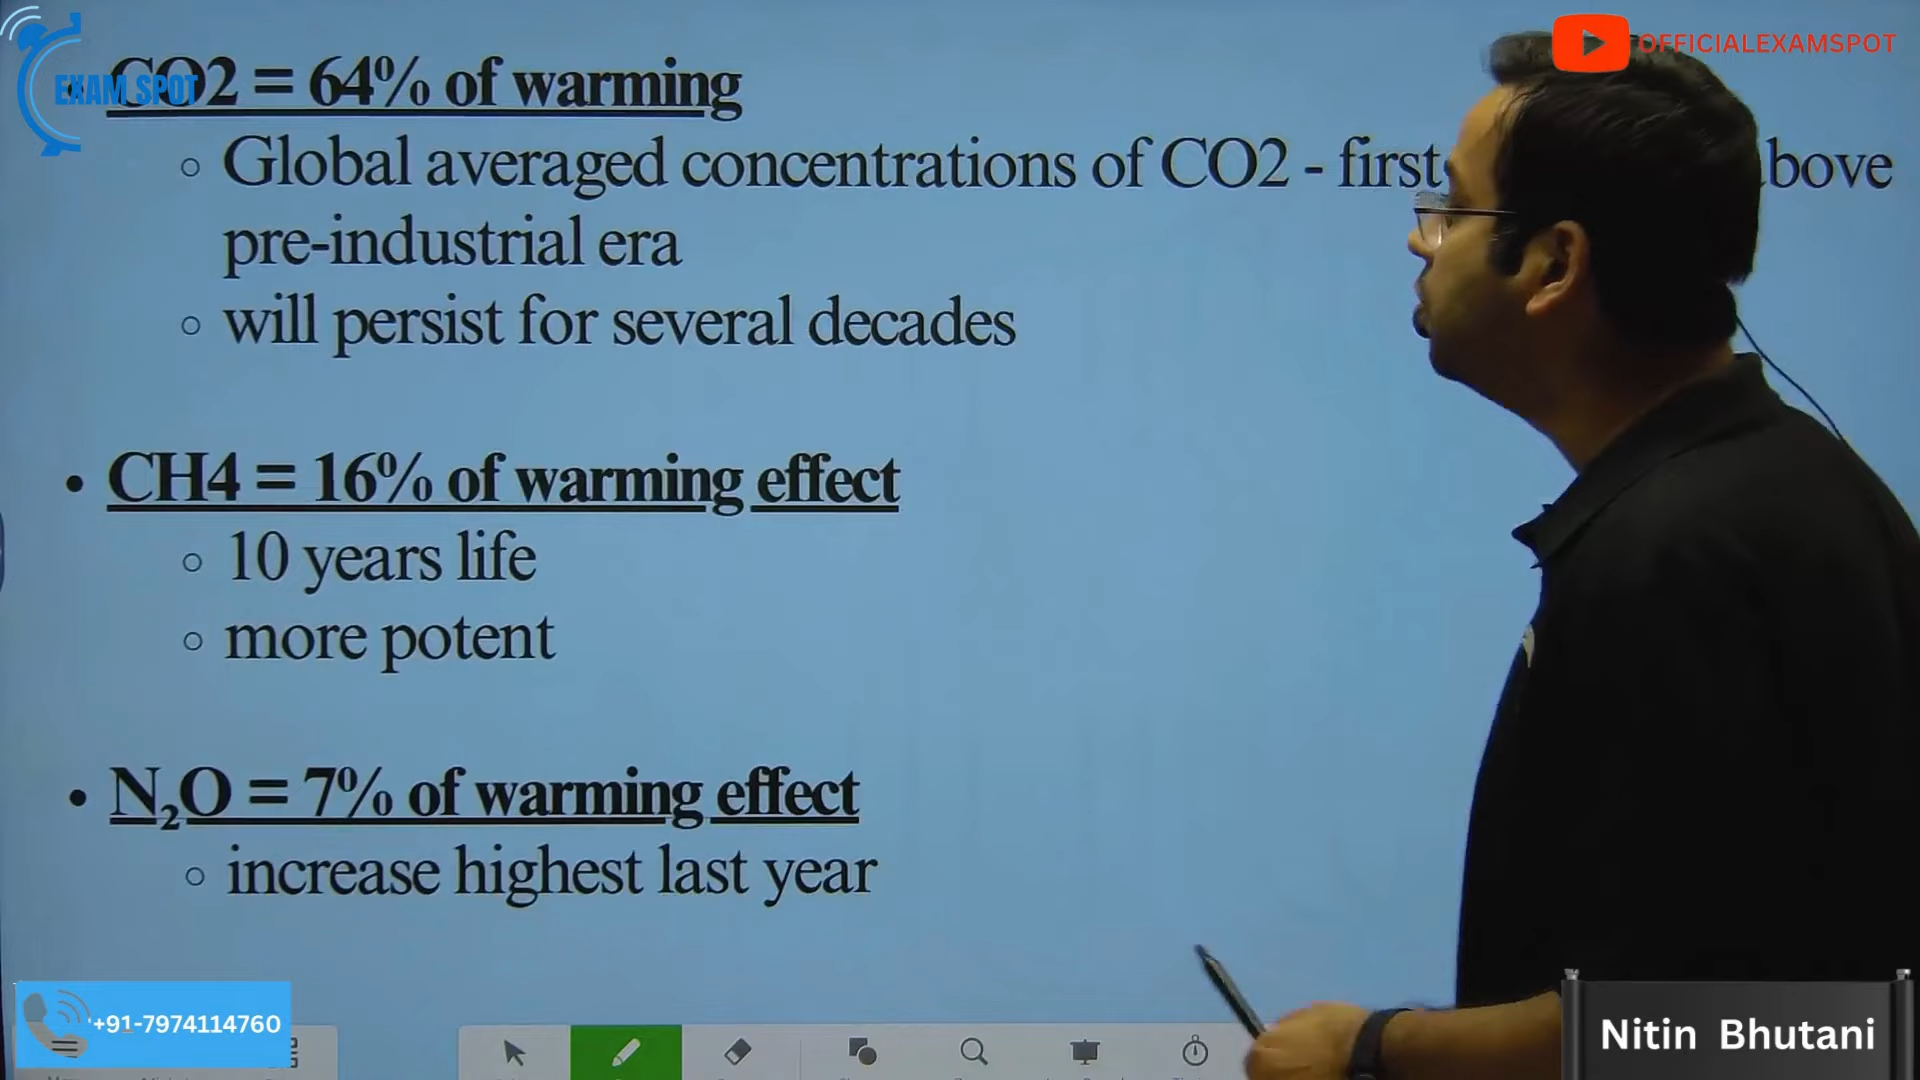 EXAM SPOT
OFFICIALEXAMSPOT
CO2 = 64% of warming
Global averaged concentrations of CO2 - first bove
pre-industrial era
will persist for several decades
CH4 = 16% of warming effect
10 years life
more potent
N₂O = 7% of warming effect
increase highest last year
+91-7974114760
Nitin Bhutani